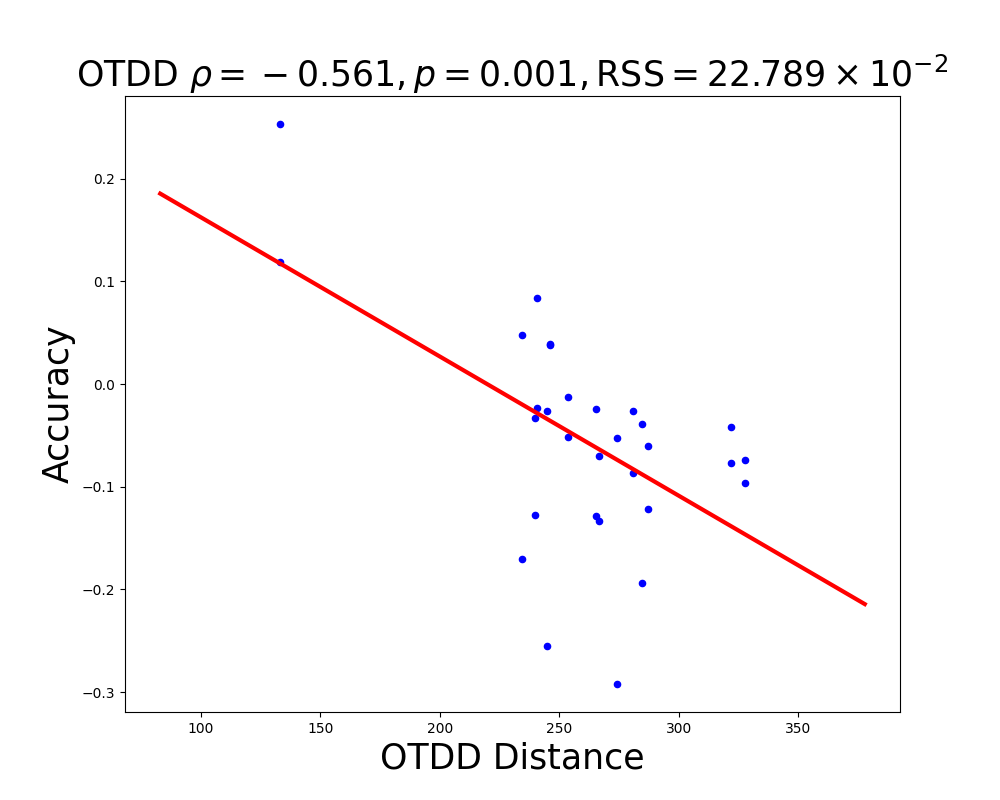 OTDD ρ = −0.561, p = 0.001, RSS = 22.789 × 10⁻²
Accuracy
0.2
0.1
0.0
−0.1
−0.2
−0.3
100 150 200 250 300 350
OTDD Distance